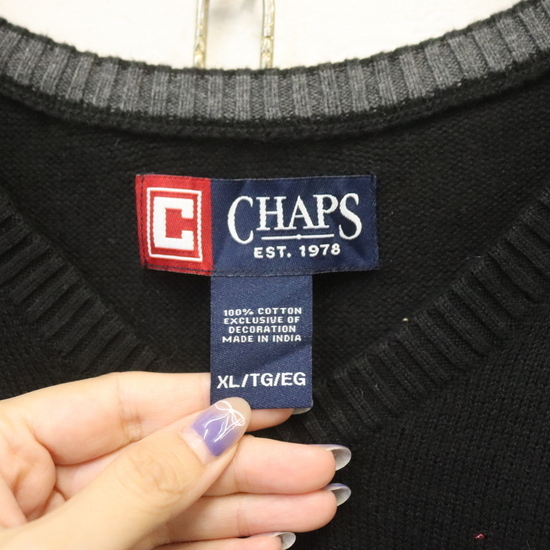 C CHAPS
EST. 1978
100% COTTON
EXCLUSIVE OF
DECORATION
MADE IN INDIA
XL/TG/EG